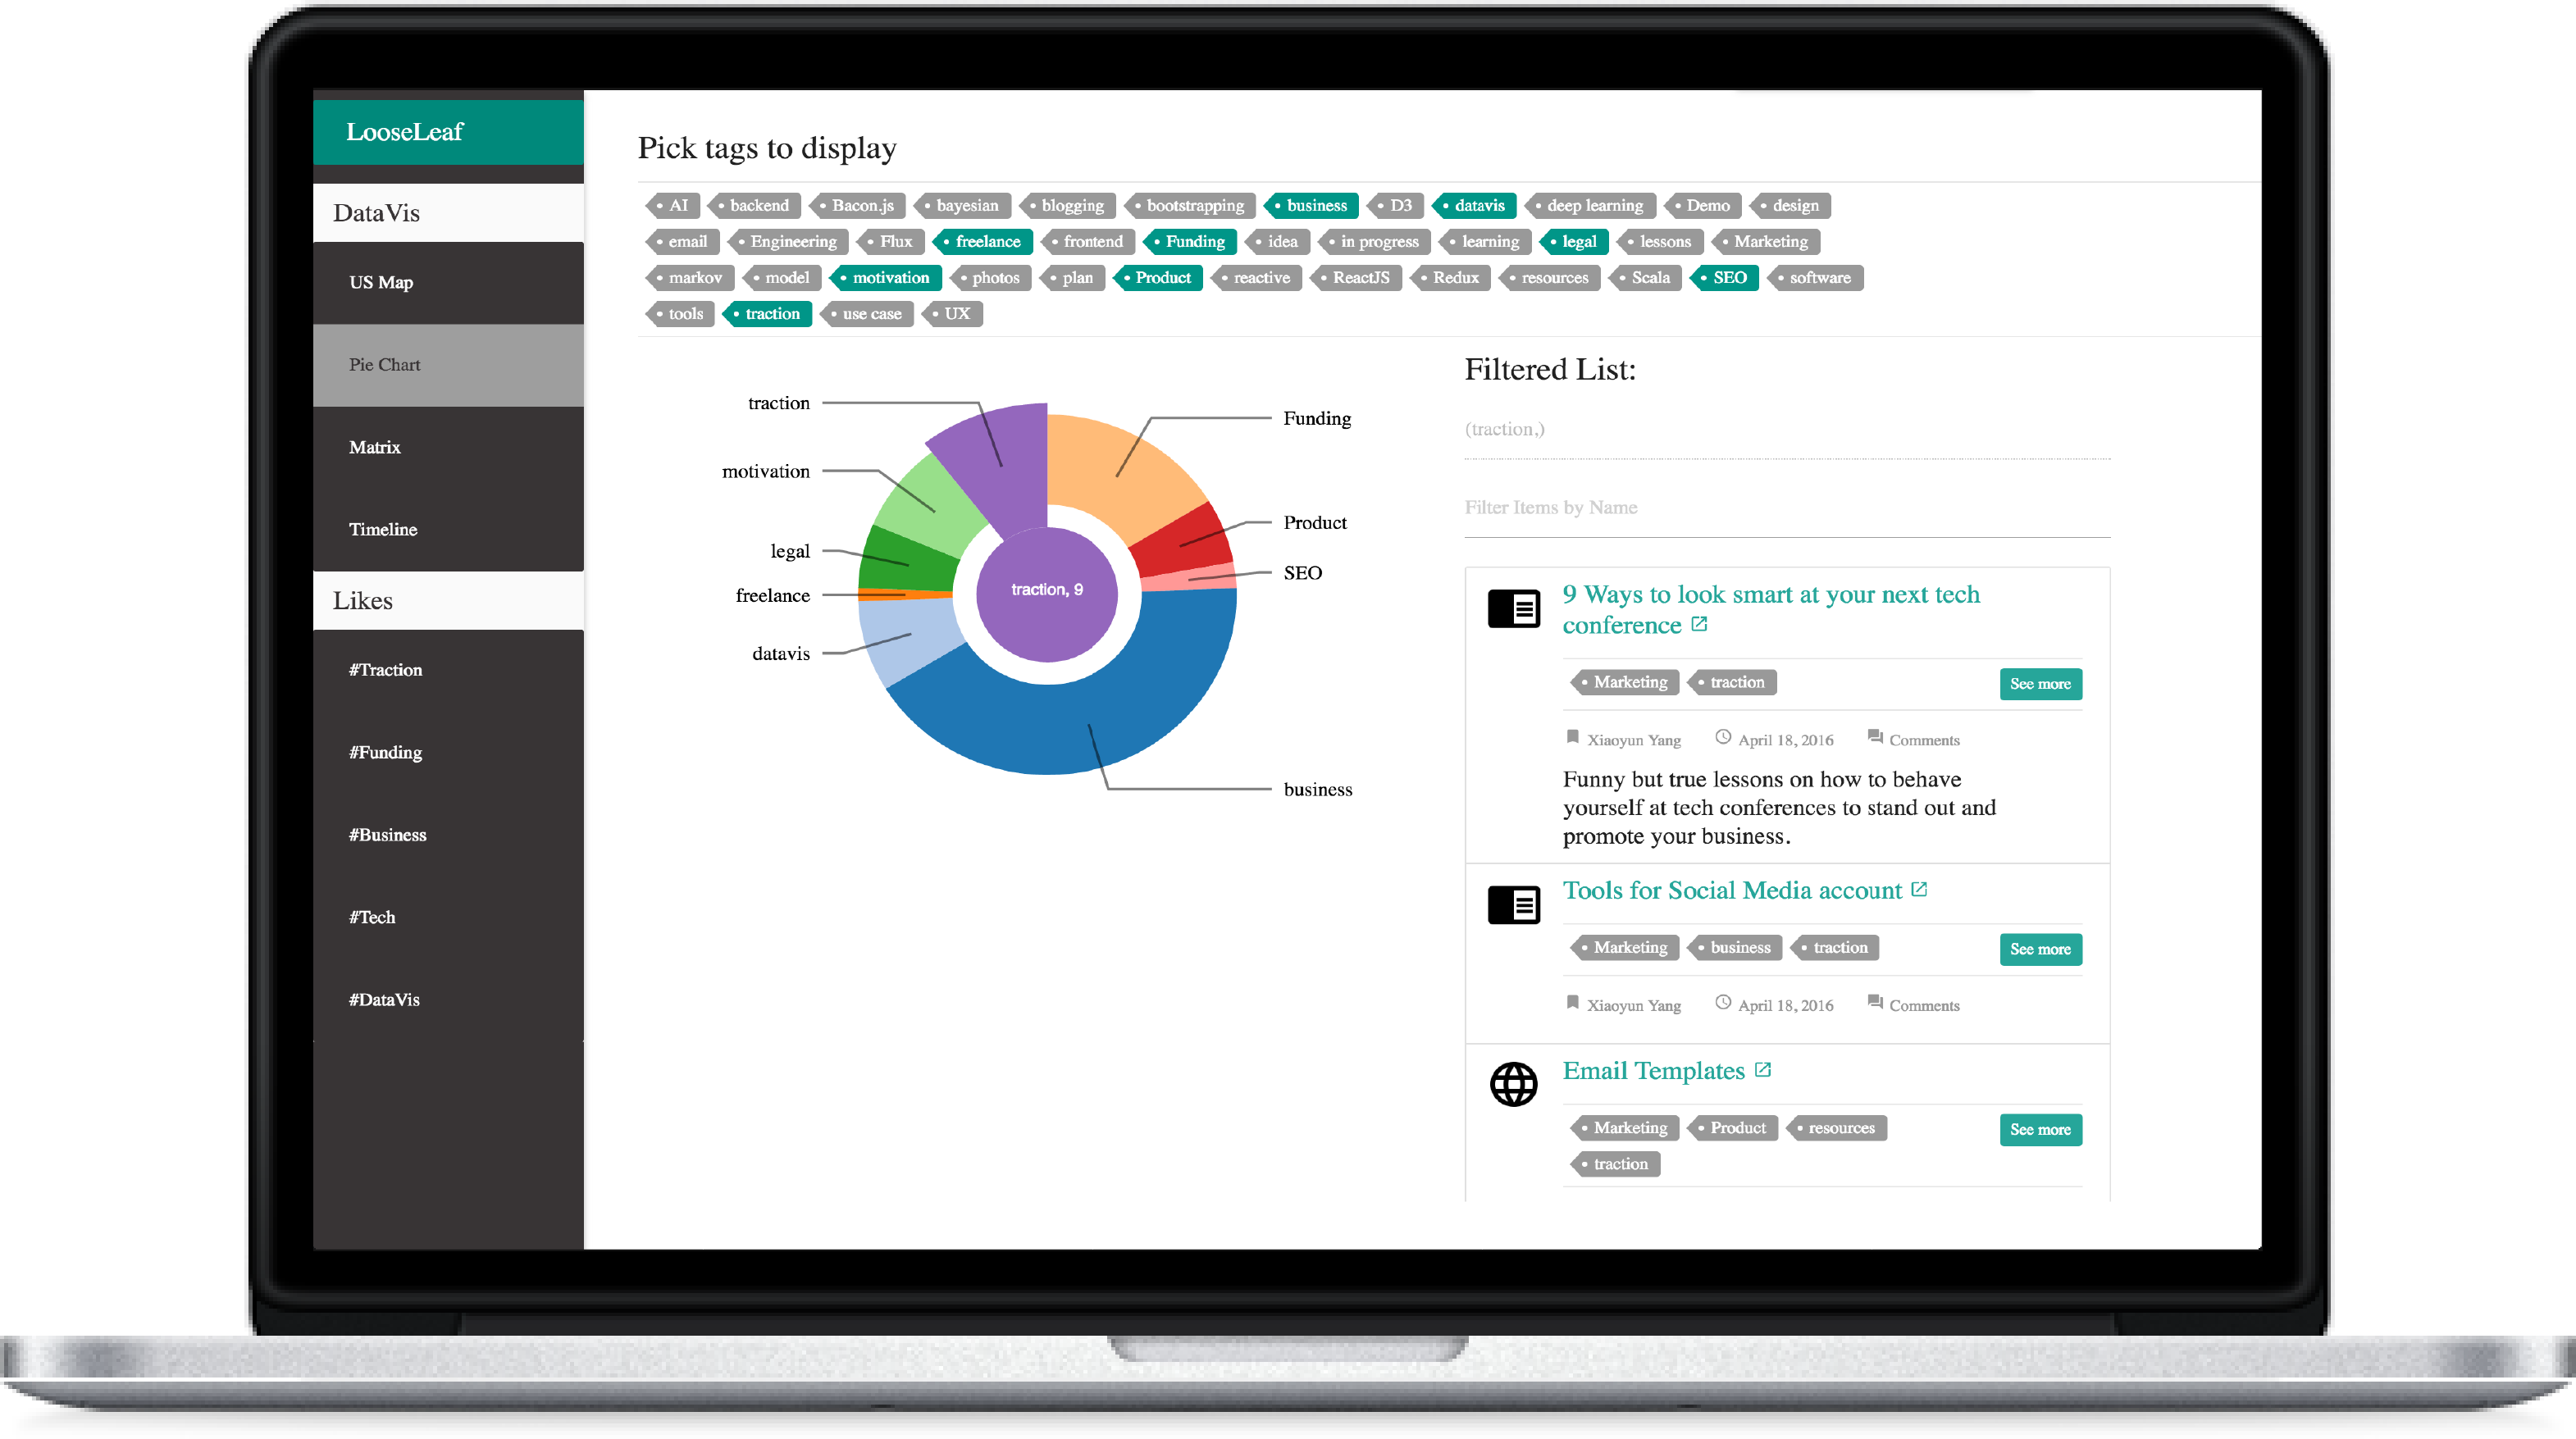 LooseLeaf
DataVis
US Map
Pie Chart
Matrix
Timeline
Likes
#Traction
#Funding
#Business
#Tech
#DataVis
Pick tags to display
AI backend Bacon.js bayesian blogging bootstrapping business D3 datavis deep learning Demo design
email Engineering Flux freelance frontend Funding idea in progress learning legal lessons Marketing
markov model motivation photos plan Product reactive ReactJS Redux resources Scala SEO software
tools traction use case UX
traction
motivation
legal
freelance
datavis
Funding
Product
SEO
business
traction, 9
Filtered List:
(traction,)
Filter Items by Name
9 Ways to look smart at your next tech
conference
Marketing traction See more
Xiaoyun Yang April 18, 2016 Comments
Funny but true lessons on how to behave
yourself at tech conferences to stand out and
promote your business.
Tools for Social Media account
Marketing business traction See more
Xiaoyun Yang April 18, 2016 Comments
Email Templates
Marketing Product resources See more
traction